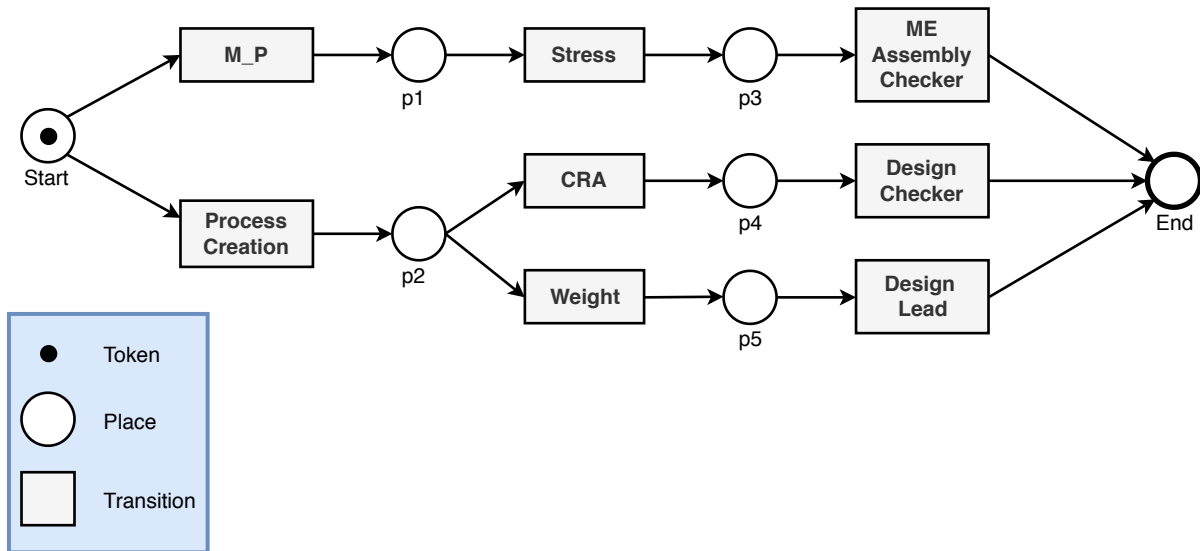 M_P
p1
Stress
p3
ME
Assembly
Checker
Start
Process
Creation
p2
CRA
p4
Design
Checker
End
Weight
p5
Design
Lead
Token
Place
Transition